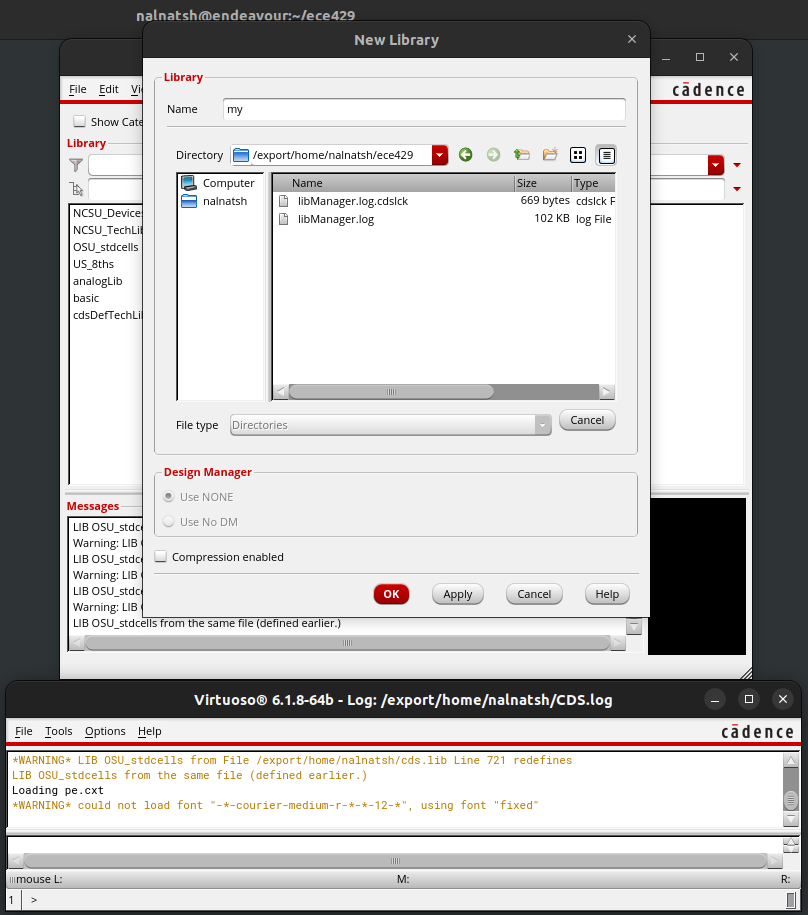 nalnatsh@endeavour:~/ece429
New Library
File Edit
cādence
Show Cate
Library
NCSU_Devices
NCSU_TechLi
OSU_stdcells
US_8ths
analogLib
basic
cdsDefTechLi
Library
Name my
Directory /export/home/nalnatsh/ece429
Computer
nalnatsh
Name Size Type
libManager.log.cdslck 669 bytes cdslck F
libManager.log 102 KB log File
File type Directories Cancel
Design Manager
Use NONE
Use No DM
Compression enabled
OK Apply Cancel Help
Messages
LIB OSU_stdce
Warning: LIB O
LIB OSU_stdce
Warning: LIB O
LIB OSU_stdce
Warning: LIB O
LIB OSU_stdcells from the same file (defined earlier.)
Virtuoso® 6.1.8-64b - Log: /export/home/nalnatsh/CDS.log
File Tools Options Help
cādence
*WARNING* LIB OSU_stdcells from File /export/home/nalnatsh/cds.lib Line 721 redefines
LIB OSU_stdcells from the same file (defined earlier.)
Loading pe.cxt
*WARNING* could not load font "-*-courier-medium-r-*-*-12-*", using font "fixed"
mouse L: M: R:
1 >